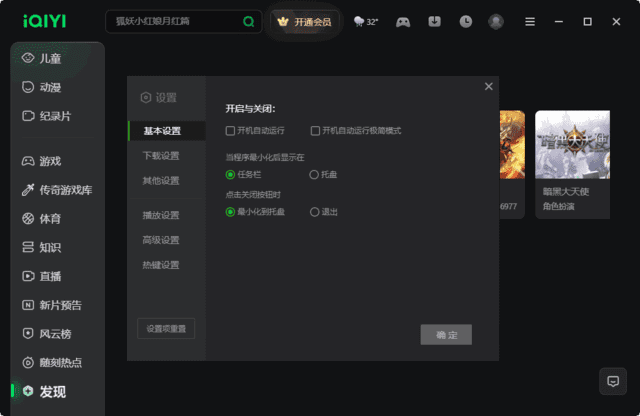 iQIYI
狐妖小红娘月红篇
开通会员
32°
儿童
动漫
纪录片
游戏
传奇游戏库
体育
知识
直播
新片预告
风云榜
随刻热点
发现
设置
基本设置
下载设置
其他设置
播放设置
高级设置
热键设置
设置项重置
开启与关闭:
开机自动运行
开机自动运行极简模式
当程序最小化后显示在
任务栏
托盘
点击关闭按钮时
最小化到托盘
退出
确 定
6977
暗黑大天使
暗黑大天使
角色扮演